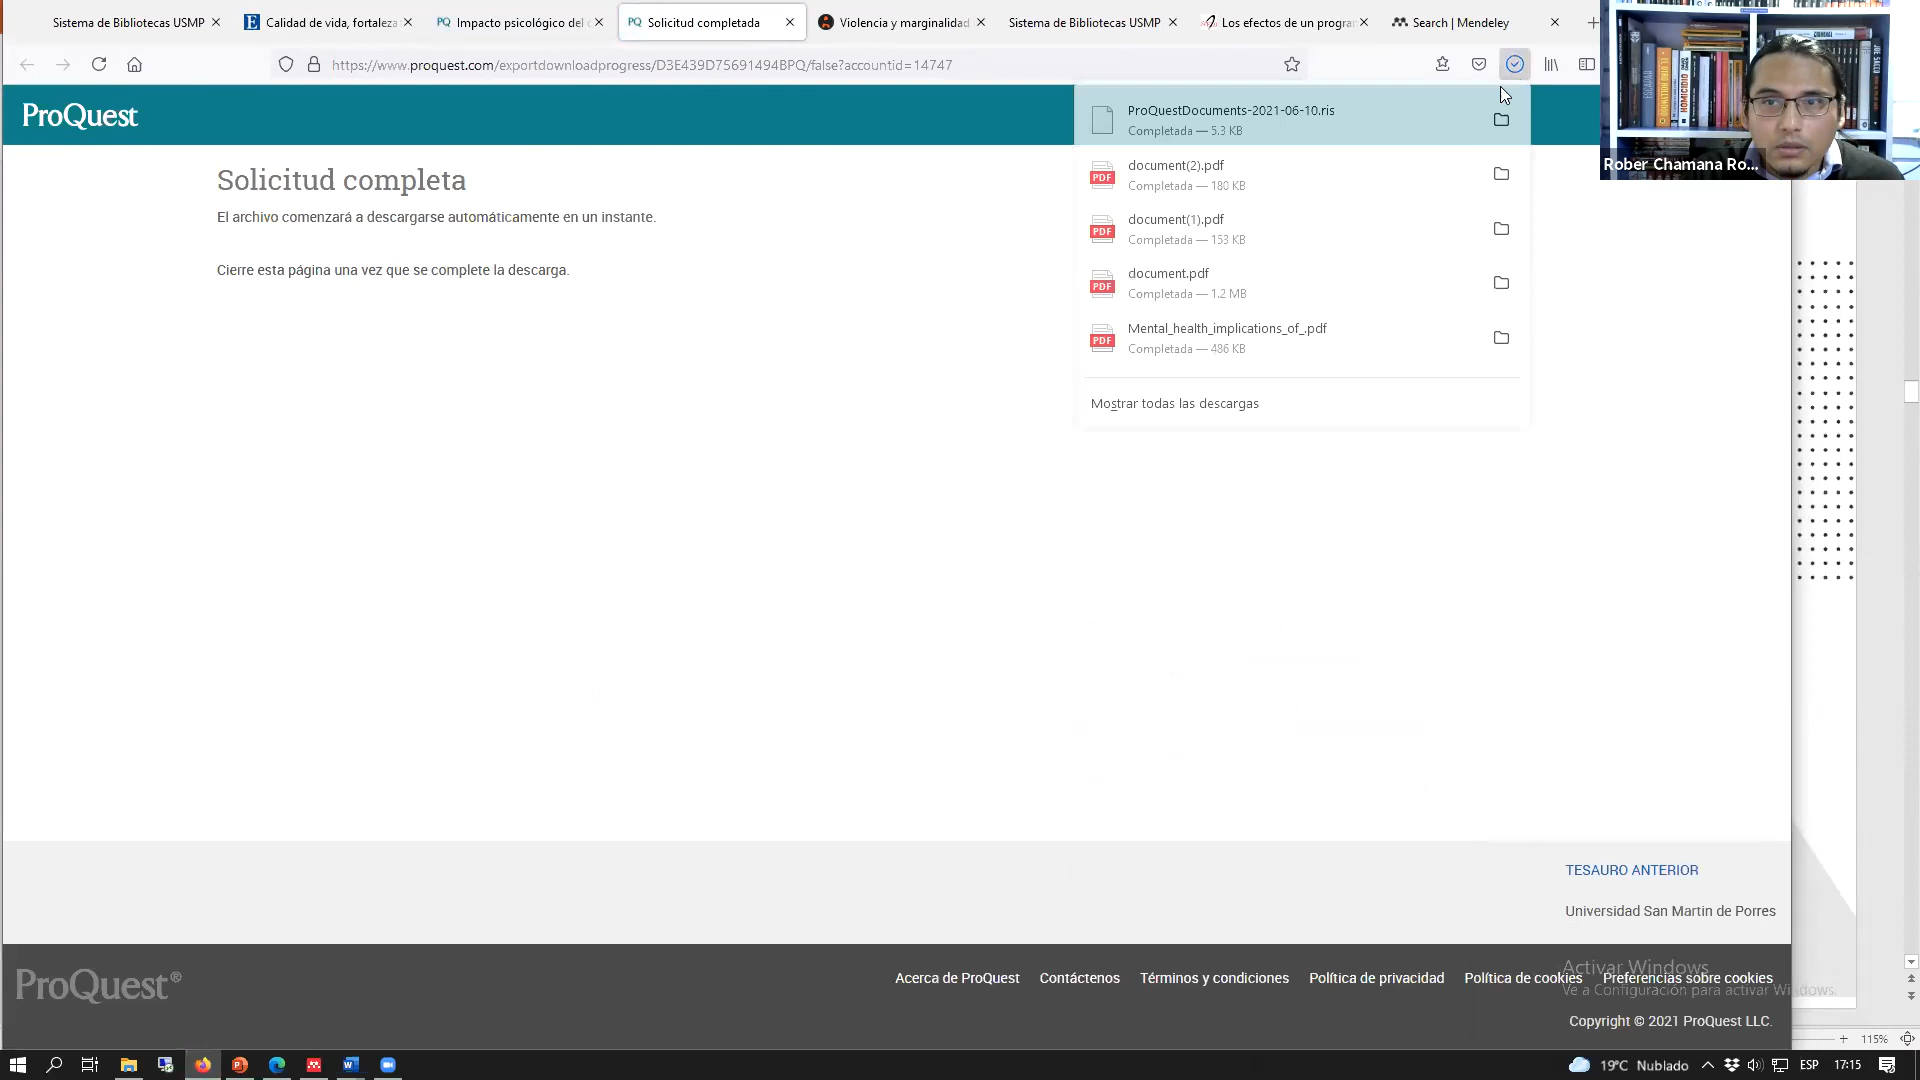 Sistema de Bibliotecas USMP
Calidad de vida, fortaleza
Impacto psicológico del c
Solicitud completada
Violencia y marginalidad
Sistema de Bibliotecas USMP
Los efectos de un progra
Search | Mendeley
https://www.proquest.com/exportdownloadprogress/D3E439D75691494BPQ/false?accountid=14747
ProQuest
Solicitud completa
El archivo comenzará a descargarse automáticamente en un instante.
Cierre esta página una vez que se complete la descarga.
ProQuestDocuments-2021-06-10.ris
Completada — 5.3 KB
PDF
document(2).pdf
Completada — 180 KB
PDF
document(1).pdf
Completada — 153 KB
PDF
document.pdf
Completada — 1.2 MB
PDF
Mental_health_implications_of_.pdf
Completada — 486 KB
Mostrar todas las descargas
HOMICIDIO
Rober Chamana Ro...
TESAURO ANTERIOR
Universidad San Martin de Porres
ProQuest®
Acerca de ProQuest
Contáctenos
Términos y condiciones
Política de privacidad
Política de cookies
Preferencias sobre cookies
Activar Windows
Ve a Configuración para activar Windows.
Copyright © 2021 ProQuest LLC.
115%
19°C Nublado
ESP
17:15